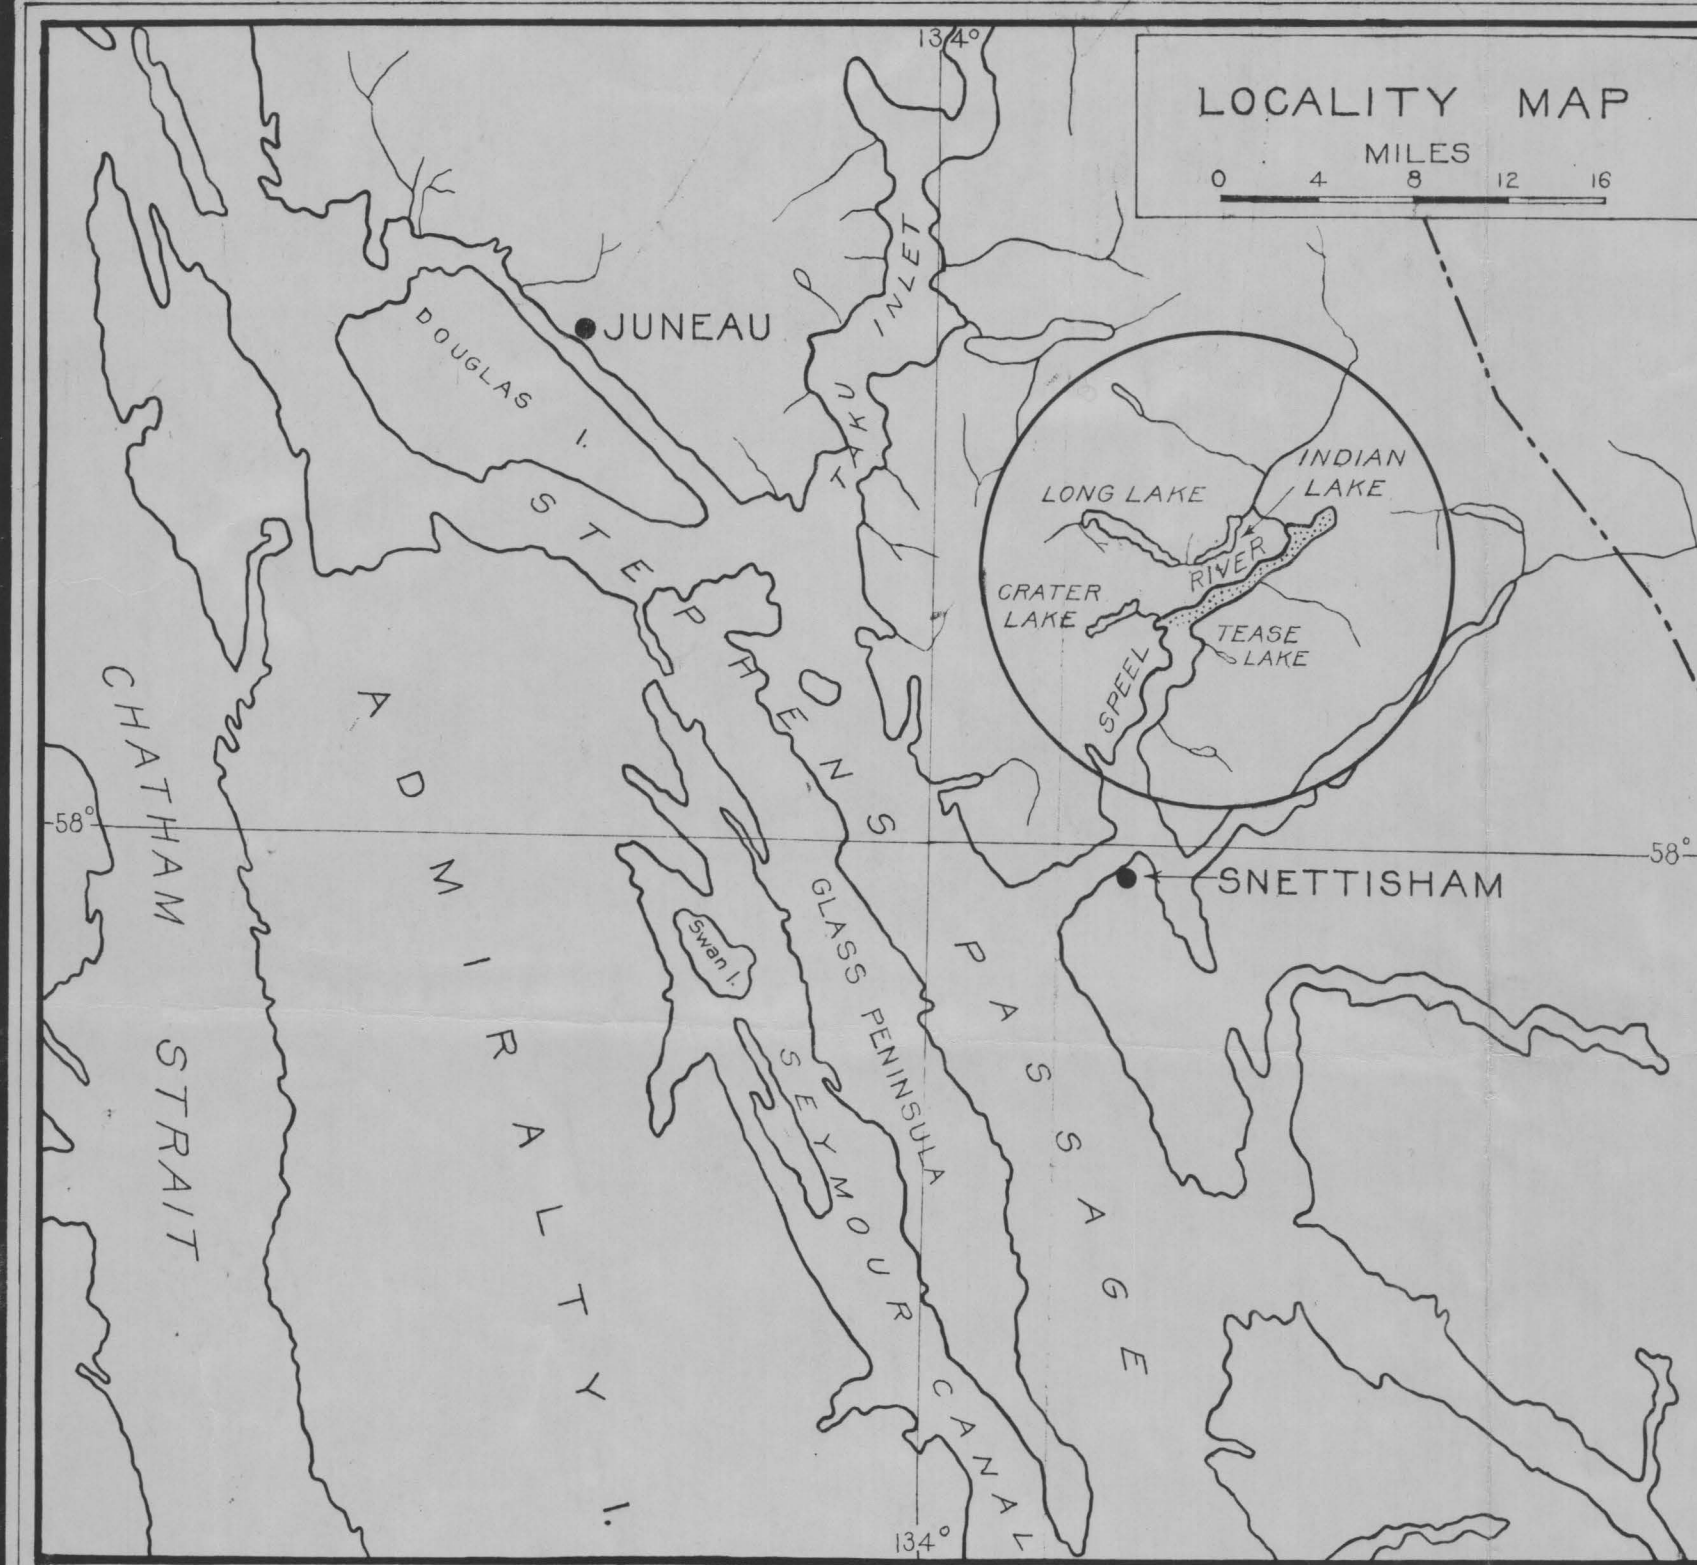 134°
LOCALITY MAP
MILES
0 4 8 12 16
TAKU INLET
JUNEAU
DOUGLAS I.
INDIAN
LAKE
LONG LAKE
CRATER
LAKE
SPEEL RIVER
TEASE
LAKE
STEPHENS PASSAGE
CHATHAM STRAIT
ADMIRALTY I.
58°
58°
SNETTISHAM
GLASS PENINSULA
Swan I.
SEYMOUR CANAL
134°